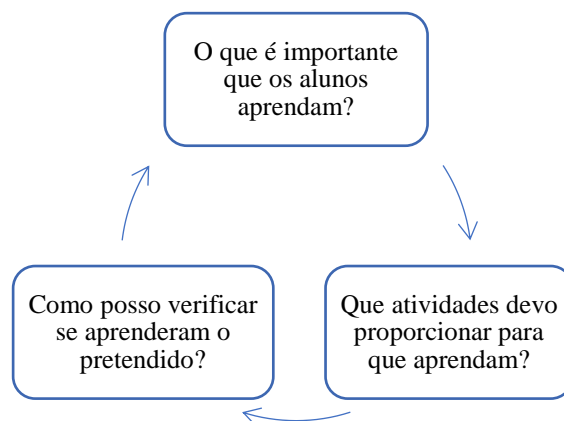 O que é importante
que os alunos
aprendam?
Como posso verificar
se aprenderam o
pretendido?
Que atividades devo
proporcionar para
que aprendam?